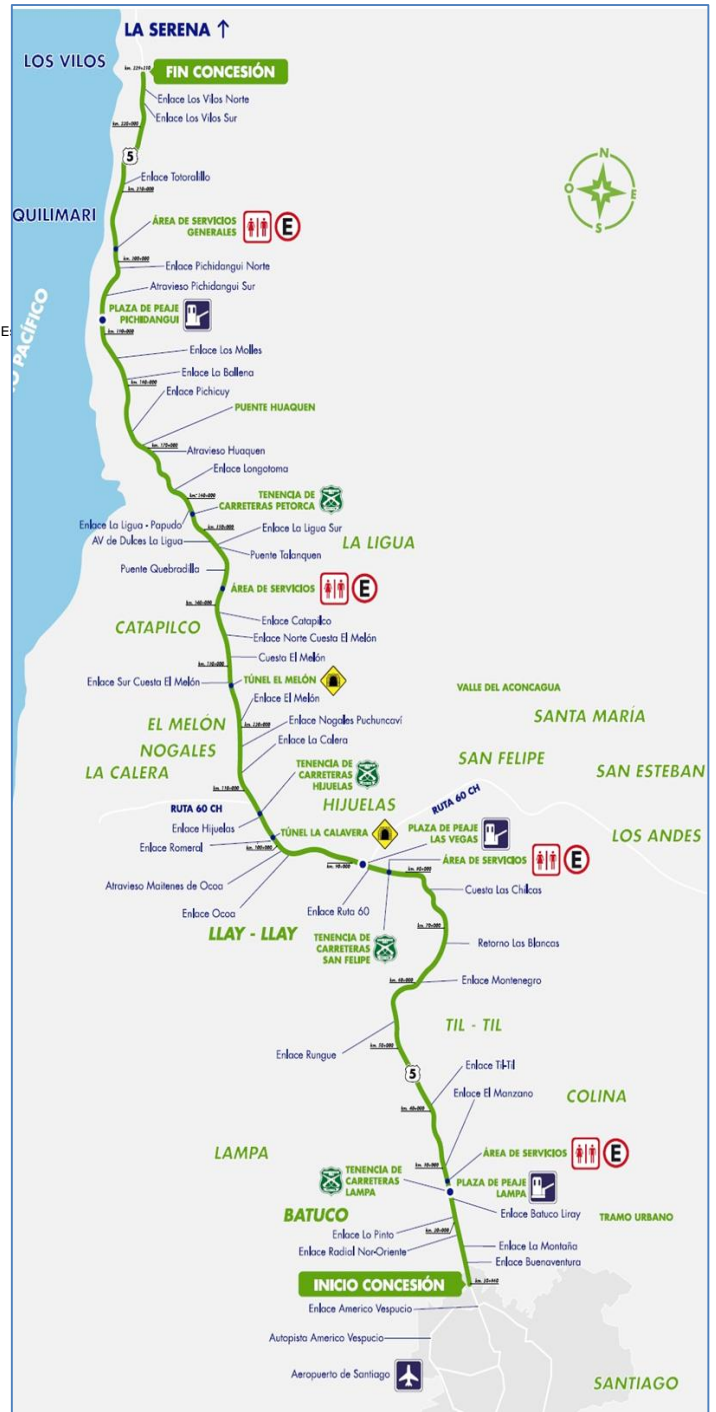 LA SERENA ↑
LOS VILOS
FIN CONCESIÓN
Enlace Los Vilos Norte
Enlace Los Vilos Sur
5
Enlace Totoralillo
N
O
E
S
QUILIMARI
ÁREA DE SERVICIOS
GENERALES
E
Enlace Pichidangui Norte
Atravieso Pichidangui Sur
PLAZA DE PEAJE
PICHIDANGUI
PACÍFICO
Enlace Los Molles
Enlace La Ballena
Enlace Pichicuy
PUENTE HUAQUEN
Atravieso Huaquen
Enlace Longotoma
TENENCIA DE
CARRETERAS PETORCA
Enlace La Ligua - Papudo
Enlace La Ligua Sur
AV de Dulces La Ligua
LA LIGUA
Puente Talanquen
Puente Quebradilla
ÁREA DE SERVICIOS
E
Enlace Catapilco
CATAPILCO
Enlace Norte Cuesta El Melón
Cuesta El Melón
Enlace Sur Cuesta El Melón
TÚNEL EL MELÓN
VALLE DEL ACONCAGUA
Enlace El Melón
SANTA MARÍA
EL MELÓN
Enlace Nogales Puchuncaví
NOGALES
Enlace La Calera
LA CALERA
SAN FELIPE
SAN ESTEBAN
TENENCIA DE
CARRETERAS
HIJUELAS
HIJUELAS
RUTA 60 CH
RUTA 60 CH
Enlace Hijuelas
TÚNEL LA CALAVERA
PLAZA DE PEAJE
LAS VEGAS
LOS ANDES
Enlace Romeral
ÁREA DE SERVICIOS
E
Atravieso Maitenes de Ocoa
Cuesta Las Chilcas
Enlace Ocoa
Enlace Ruta 60
LLAY - LLAY
TENENCIA DE
CARRETERAS
SAN FELIPE
Retorno Las Blancas
Enlace Montenegro
TIL - TIL
Enlace Rungue
Enlace Til-Til
5
Enlace El Manzano
COLINA
LAMPA
ÁREA DE SERVICIOS
E
TENENCIA DE
CARRETERAS
LAMPA
PLAZA DE PEAJE
LAMPA
BATUCO
Enlace Batuco Liray
TRAMO URBANO
Enlace Lo Pinto
Enlace Radial Nor-Oriente
Enlace La Montaña
Enlace Buenaventura
INICIO CONCESIÓN
Enlace Americo Vespucio
Autopista Americo Vespucio
Aeropuerto de Santiago
SANTIAGO